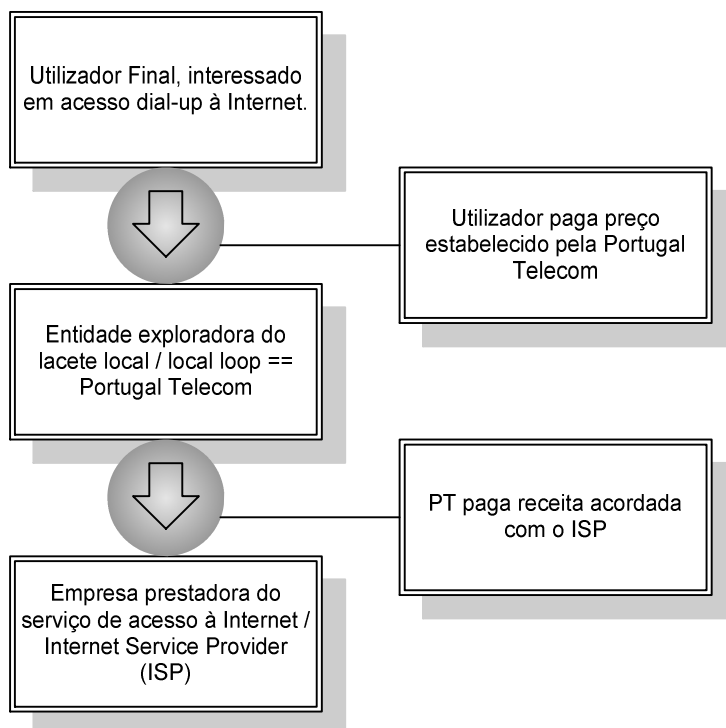 Utilizador Final, interessado
em acesso dial-up à Internet.
Utilizador paga preço
estabelecido pela Portugal
Telecom
Entidade exploradora do
lacete local / local loop ==
Portugal Telecom
PT paga receita acordada
com o ISP
Empresa prestadora do
serviço de acesso à Internet /
Internet Service Provider
(ISP)